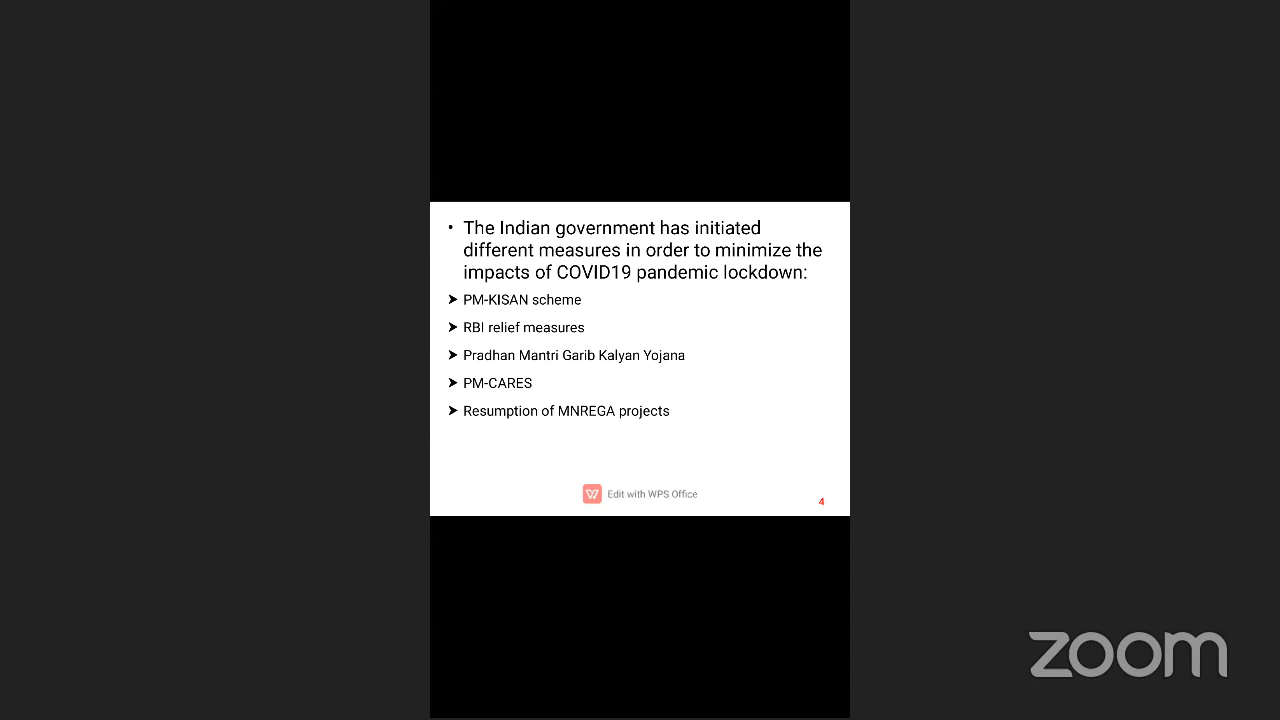 • The Indian government has initiated
different measures in order to minimize the
impacts of COVID19 pandemic lockdown:
➤ PM-KISAN scheme
➤ RBI relief measures
➤ Pradhan Mantri Garib Kalyan Yojana
➤ PM-CARES
➤ Resumption of MNREGA projects
W Edit with WPS Office
4
zoom